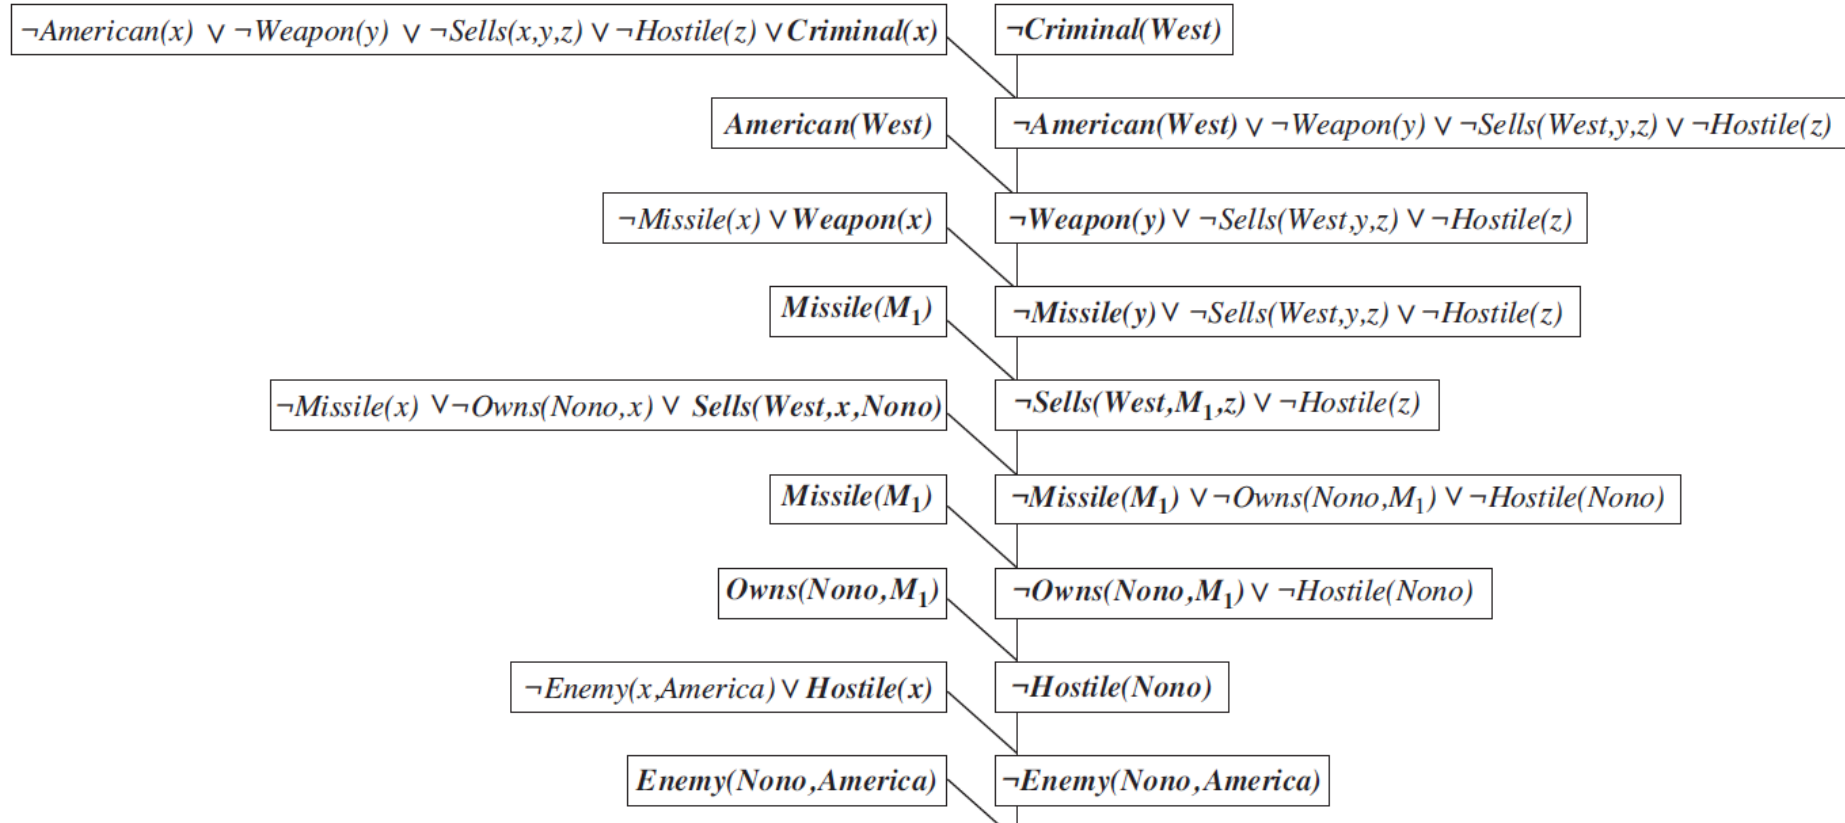 ¬American(x) ∨ ¬Weapon(y) ∨ ¬Sells(x,y,z) ∨ ¬Hostile(z) ∨ Criminal(x)
¬Criminal(West)
American(West)
¬American(West) ∨ ¬Weapon(y) ∨ ¬Sells(West,y,z) ∨ ¬Hostile(z)
¬Missile(x) ∨ Weapon(x)
¬Weapon(y) ∨ ¬Sells(West,y,z) ∨ ¬Hostile(z)
Missile(M₁)
¬Missile(y) ∨ ¬Sells(West,y,z) ∨ ¬Hostile(z)
¬Missile(x) ∨ ¬Owns(Nono,x) ∨ Sells(West,x,Nono)
¬Sells(West,M₁,z) ∨ ¬Hostile(z)
Missile(M₁)
¬Missile(M₁) ∨ ¬Owns(Nono,M₁) ∨ ¬Hostile(Nono)
Owns(Nono,M₁)
¬Owns(Nono,M₁) ∨ ¬Hostile(Nono)
¬Enemy(x,America) ∨ Hostile(x)
¬Hostile(Nono)
Enemy(Nono,America)
¬Enemy(Nono,America)